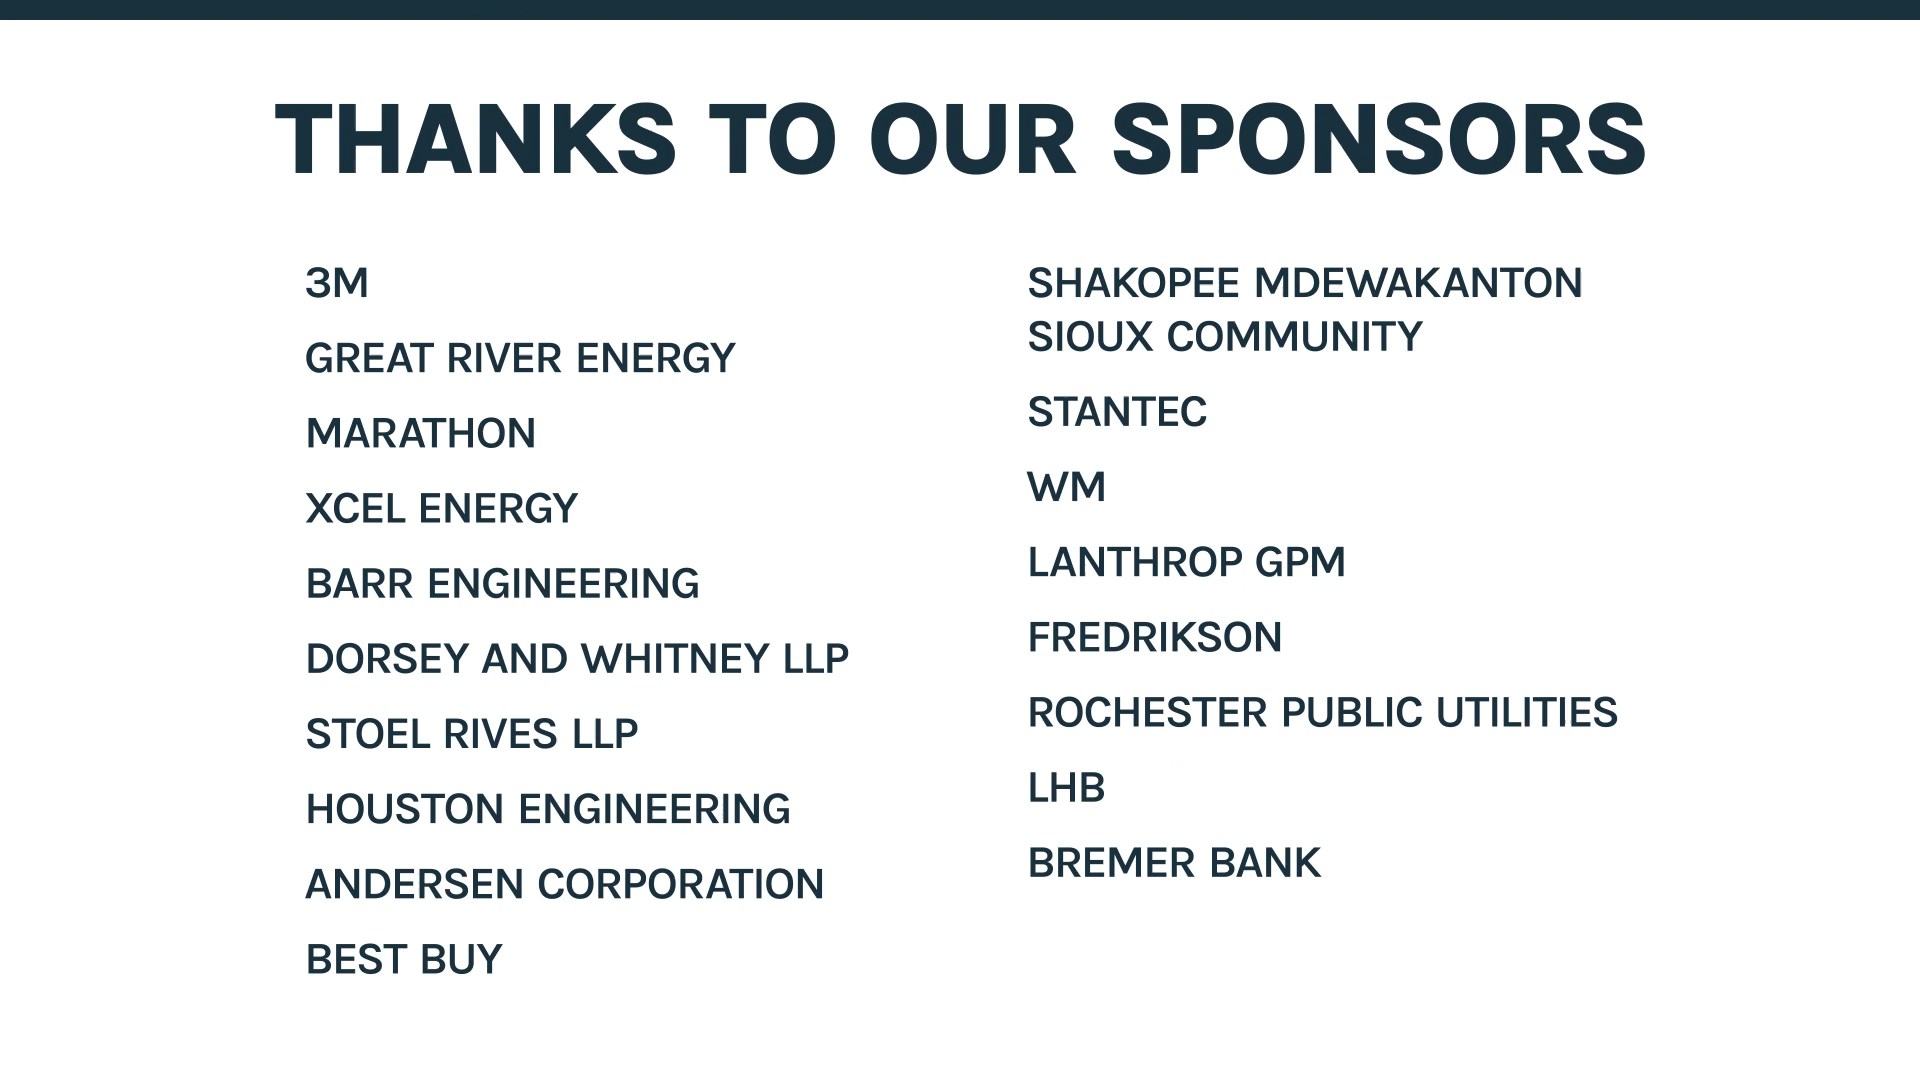 THANKS TO OUR SPONSORS
3M
GREAT RIVER ENERGY
MARATHON
XCEL ENERGY
BARR ENGINEERING
DORSEY AND WHITNEY LLP
STOEL RIVES LLP
HOUSTON ENGINEERING
ANDERSEN CORPORATION
BEST BUY
SHAKOPEE MDEWAKANTON
SIOUX COMMUNITY
STANTEC
WM
LANTHROP GPM
FREDRIKSON
ROCHESTER PUBLIC UTILITIES
LHB
BREMER BANK